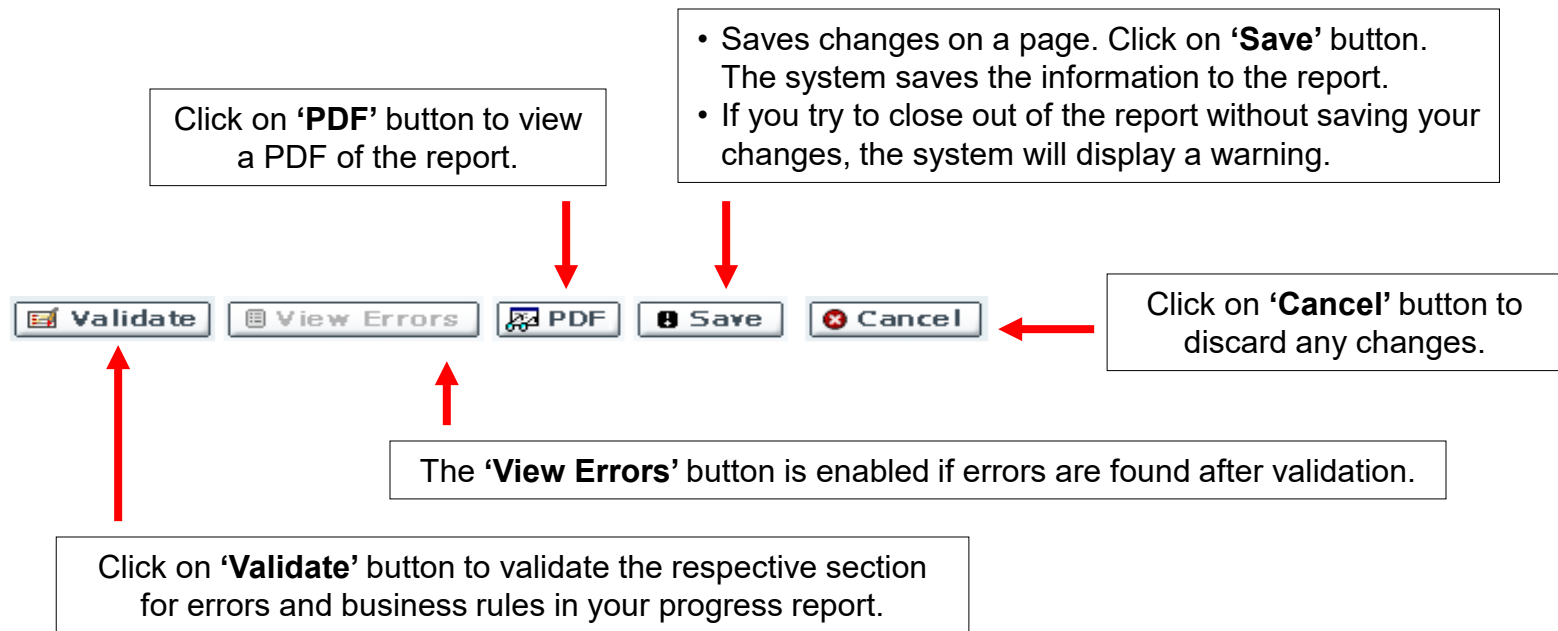 • Saves changes on a page. Click on ‘Save’ button.
The system saves the information to the report.
• If you try to close out of the report without saving your
changes, the system will display a warning.
Click on ‘PDF’ button to view
a PDF of the report.
Validate
View Errors
PDF
Save
Cancel
Click on ‘Cancel’ button to
discard any changes.
The ‘View Errors’ button is enabled if errors are found after validation.
Click on ‘Validate’ button to validate the respective section
for errors and business rules in your progress report.